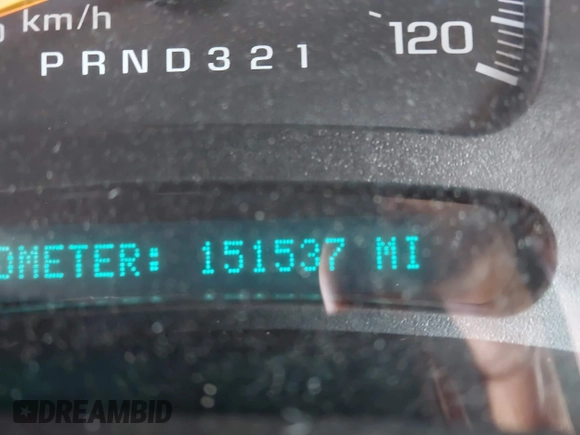 km/h
120
PRND321
OMETER: 151537 MI
DREAMBID